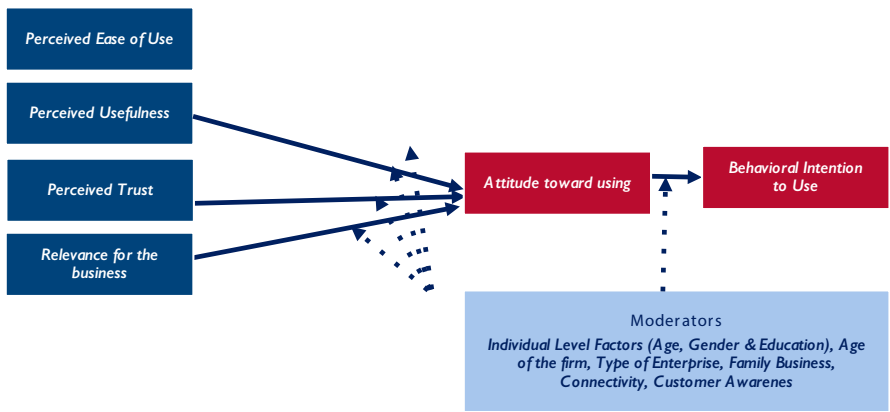 Perceived Ease of Use
Perceived Usefulness
Perceived Trust
Relevance for the
business
Attitude toward using
Behavioral Intention
to Use
Moderators
Individual Level Factors (Age, Gender & Education), Age
of the firm, Type of Enterprise, Family Business,
Connectivity, Customer Awarenes